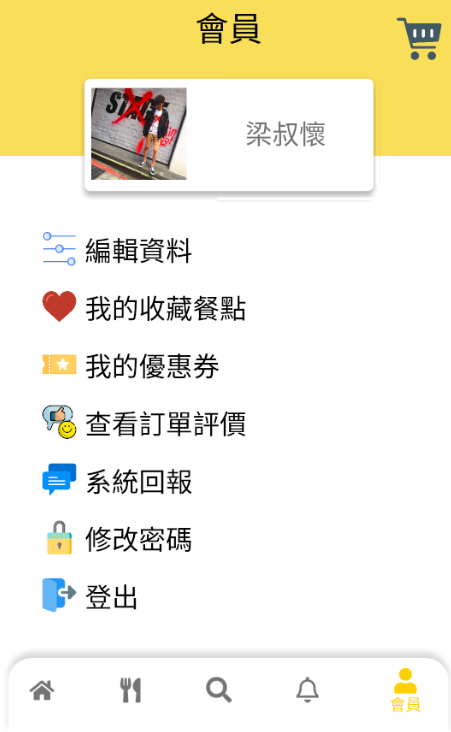 會員
梁叔懷
編輯資料
我的收藏餐點
我的優惠券
查看訂單評價
系統回報
修改密碼
登出
會員